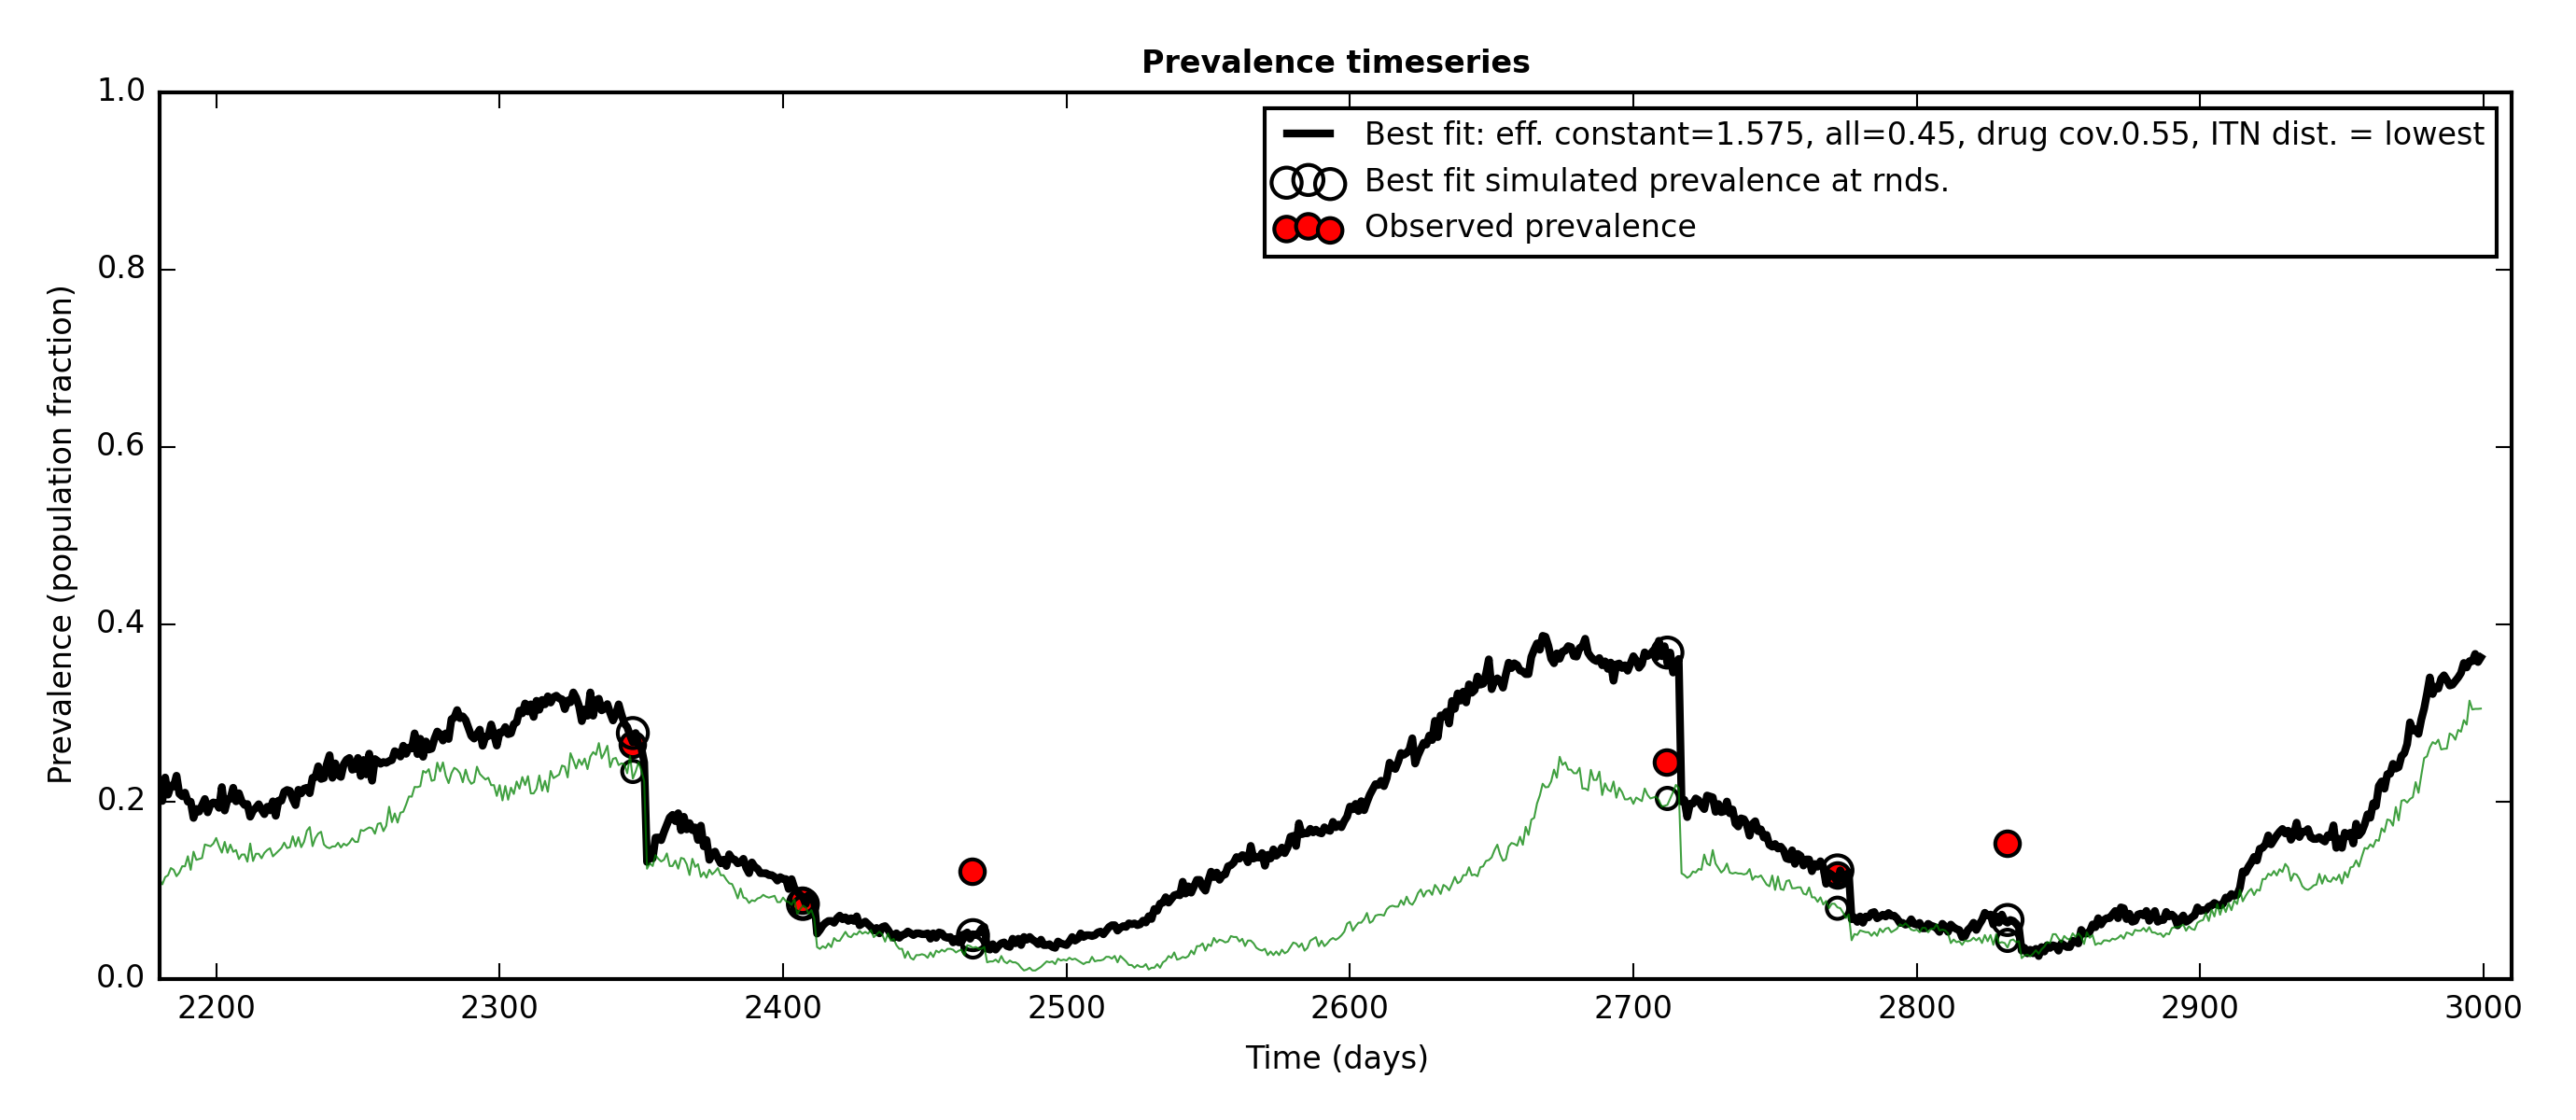 Prevalence timeseries
1.0
0.8
0.6
0.4
0.2
0.0
Prevalence (population fraction)
Best fit: eff. constant=1.575, all=0.45, drug cov.0.55, ITN dist. = lowest
Best fit simulated prevalence at rnds.
Observed prevalence
2200 2300 2400 2500 2600 2700 2800 2900 3000
Time (days)